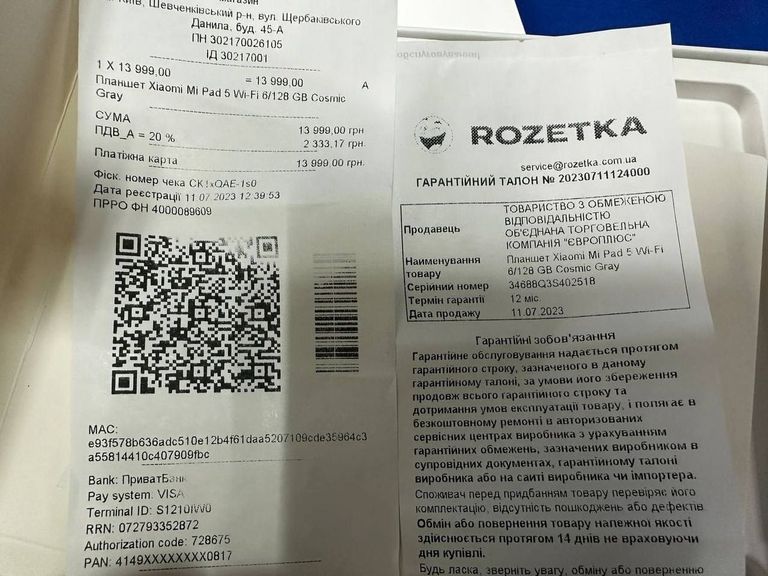 Шевченківський р-н, вул. Щербаківського
Данила, буд. 45-А
ПН 302170026105
ІД 30217001
1 X 13 999,00 = 13 999,00 А
Планшет Xiaomi Mi Pad 5 Wi-Fi 6/128 GB Cosmic
Gray
СУМА 13 999,00 грн
ПДВ_А = 20 % 2 333,17 грн.
Платіжна карта 13 999,00 грн.
Фіск. номер чека
Дата реєстрації 11.07.2023 12:39:53
ПРРО ФН 4000089609
MAC:
e93f578b636adc510e12b4f61daa5207109cde35964c3
a55814410c407909fbc
Bank: ПриватБанк
Pay system: VISA
Terminal ID: S1210IW0
RRN: 072793352872
Authorization code: 728675
PAN: 4149XXXXXXXX0817
ROZETKA
service@rozetka.com.ua
ГАРАНТІЙНИЙ ТАЛОН № 20230711124000
Продавець
ТОВАРИСТВО З ОБМЕЖЕНОЮ
ВІДПОВІДАЛЬНІСТЮ
ОБ'ЄДНАНА ТОРГОВЕЛЬНА
КОМПАНІЯ "ЄВРОПЛЮС"
Найменування товару
Планшет Xiaomi Mi Pad 5 Wi-Fi
6/128 GB Cosmic Gray
Серійний номер 34688Q3S402518
Термін гарантії 12 міс.
Дата продажу 11.07.2023
Гарантійні зобов'язання
Гарантійне обслуговування надається протягом
гарантійного строку, зазначеного в даному
гарантійному талоні, за умови його збереження
продовж всього гарантійного строку та
дотримання умов експлуатації товару, і полягає в
безкоштовному ремонті в авторизованих
сервісних центрах виробника з урахуванням
гарантійних обмежень, зазначених виробником в
супровідних документах, гарантійному талоні
виробника або на сайті виробника чи імпортера.
Споживач перед придбанням товару перевіряє його
комплектацію, відсутність пошкоджень або дефектів
Обмін або повернення товару належної якості
здійснюється протягом 14 днів не враховуючи
дня купівлі.
Будь ласка, зверніть увагу, обміну або поверненню